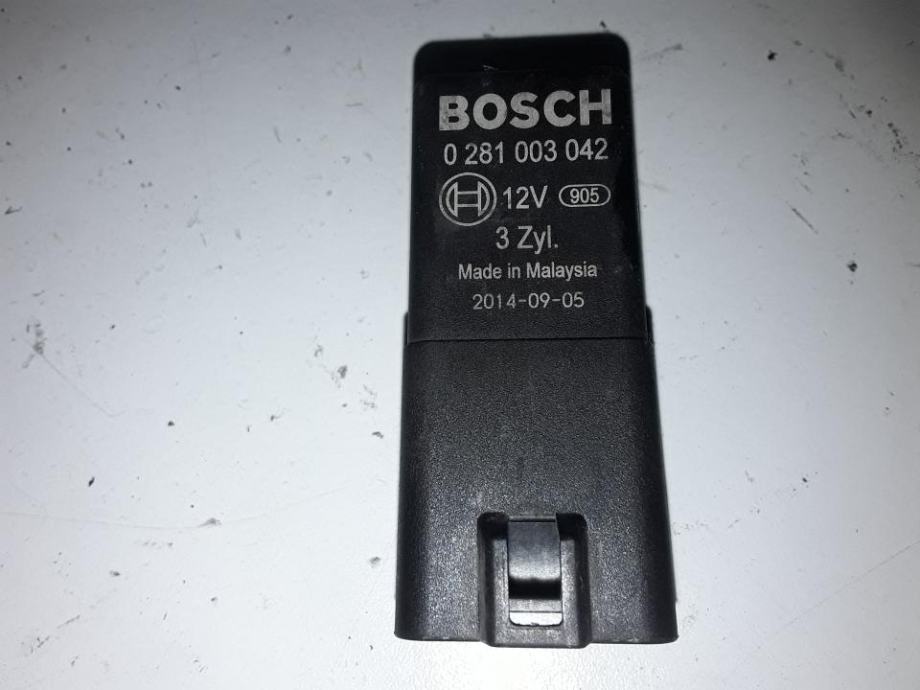 BOSCH
0 281 003 042
12V 905
3 Zyl.
Made in Malaysia
2014-09-05